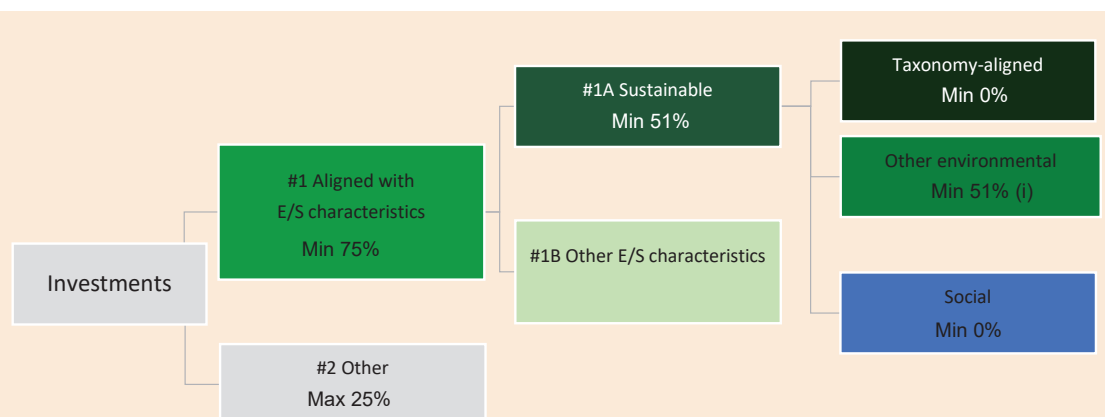 Investments
#1 Aligned with
E/S characteristics
Min 75%
#2 Other
Max 25%
#1A Sustainable
Min 51%
#1B Other E/S characteristics
Taxonomy-aligned
Min 0%
Other environmental
Min 51% (i)
Social
Min 0%